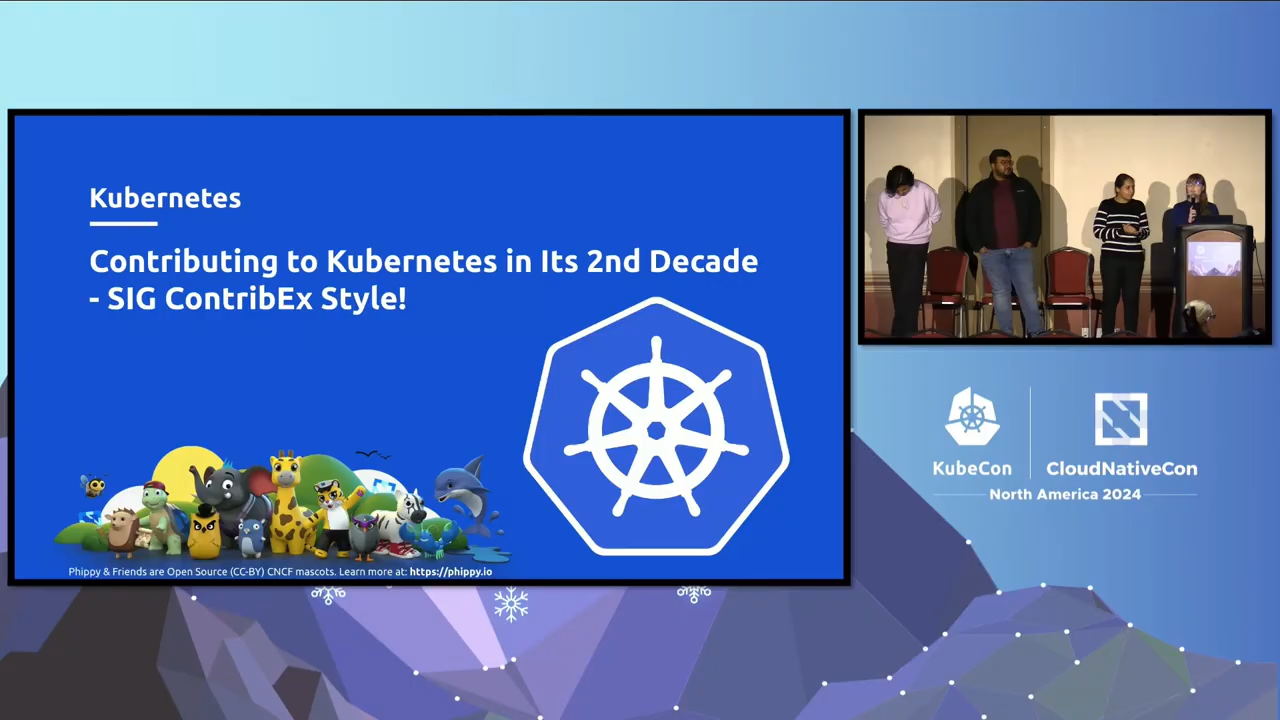 Kubernetes
Contributing to Kubernetes in Its 2nd Decade
- SIG ContribEx Style!
Phippy & Friends are Open Source (CC-BY) CNCF mascots. Learn more at: https://phippy.io
KubeCon
CloudNativeCon
North America 2024